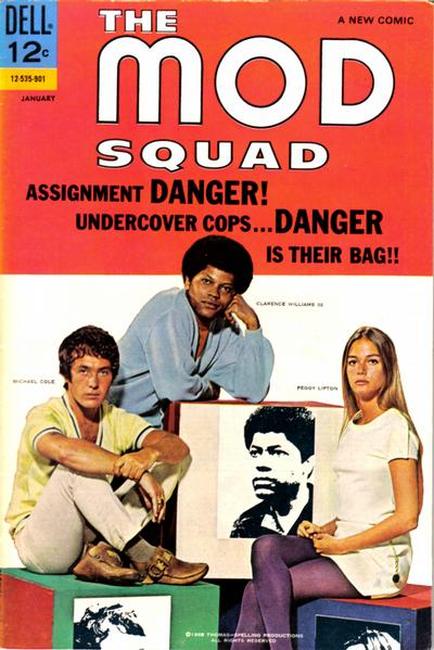 DELL®
12¢
12-535-901
JANUARY
A NEW COMIC
THE
MOD
SQUAD
ASSIGNMENT DANGER!
UNDERCOVER COPS...DANGER
IS THEIR BAG!!
CLARENCE WILLIAMS III
MICHAEL COLE
PEGGY LIPTON
©1968 THOMAS-SPELLING PRODUCTIONS
ALL RIGHTS RESERVED